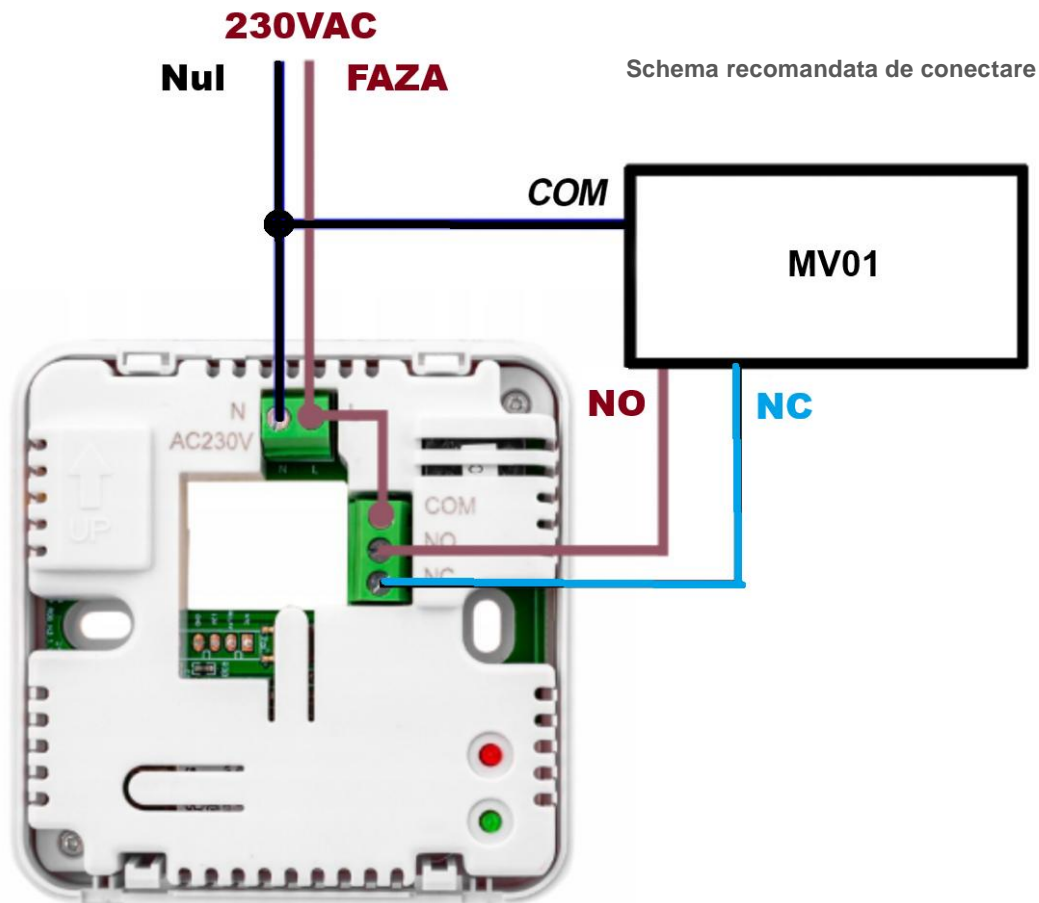 230VAC
Nul FAZA
Schema recomandata de conectare
COM
MV01
NO NC
N
AC230V
N L
COM
NO
NC
UP